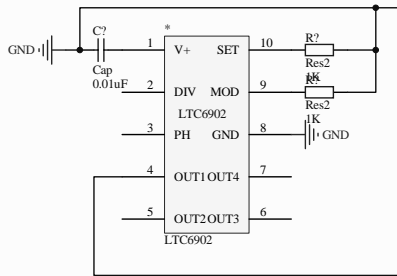 *
C?
GND
1 V+ SET 10 R?
Cap
0.01uF
Res2
1K
2 DIV MOD 9 R?
LTC6902
Res2
1K
3 PH GND 8 GND
4 OUT1 OUT4 7
5 OUT2 OUT3 6
LTC6902